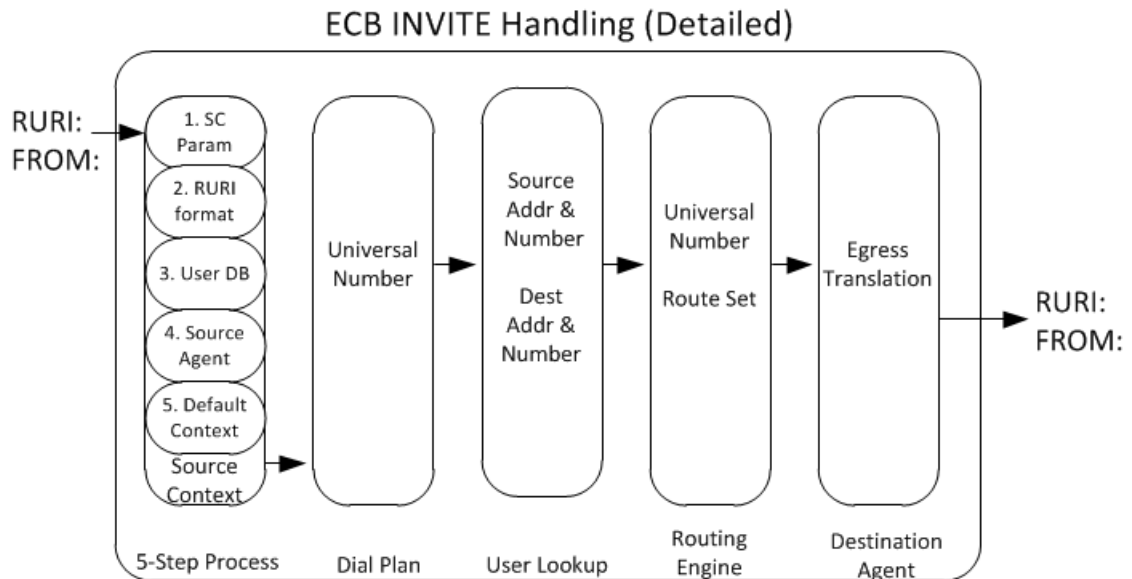 ECB INVITE Handling (Detailed)
RURI:
FROM:
1. SC
Param
2. RURI
format
3. User DB
4. Source
Agent
5. Default
Context
Source
Context
5-Step Process
Universal
Number
Dial Plan
Source
Addr &
Number
Dest
Addr &
Number
User Lookup
Universal
Number
Route Set
Routing
Engine
Egress
Translation
Destination
Agent
RURI:
FROM: